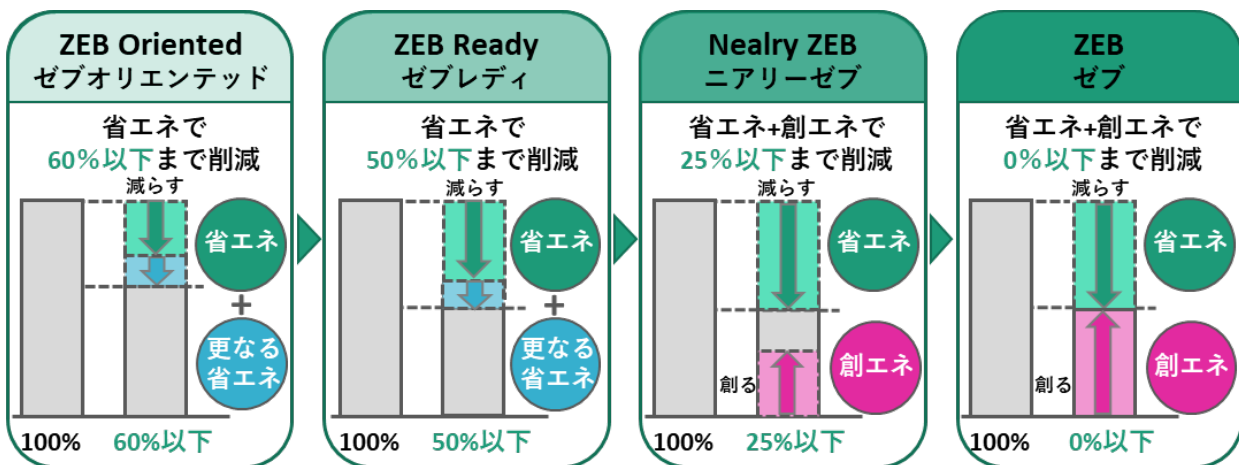 ZEB Oriented
ゼブオリエンテッド
省エネで
60%以下まで削減
減らす
省エネ
+
更なる
省エネ
100%
60%以下
ZEB Ready
ゼブレディ
省エネで
50%以下まで削減
減らす
省エネ
+
更なる
省エネ
100%
50%以下
Nealry ZEB
ニアリーゼブ
省エネ+創エネで
25%以下まで削減
減らす
省エネ
創る
創エネ
100%
25%以下
ZEB
ゼブ
省エネ+創エネで
0%以下まで削減
減らす
省エネ
創る
創エネ
100%
0%以下